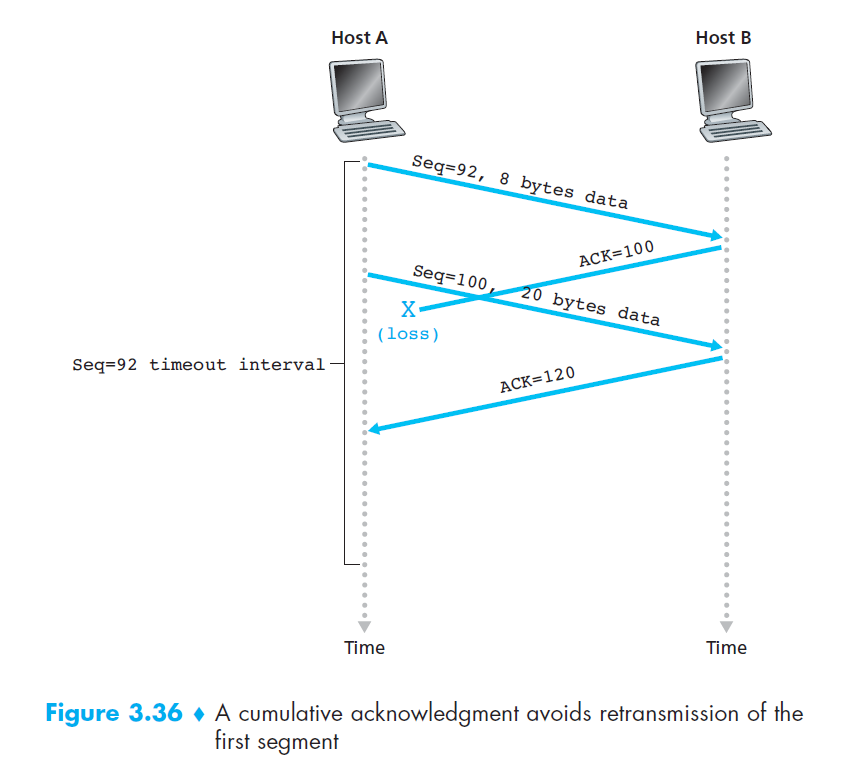 Host A
Host B
Seq=92, 8 bytes data
ACK=100
Seq=100, 20 bytes data
X
(loss)
Seq=92 timeout interval
ACK=120
Time
Time
Figure 3.36 ♦ A cumulative acknowledgment avoids retransmission of the
first segment